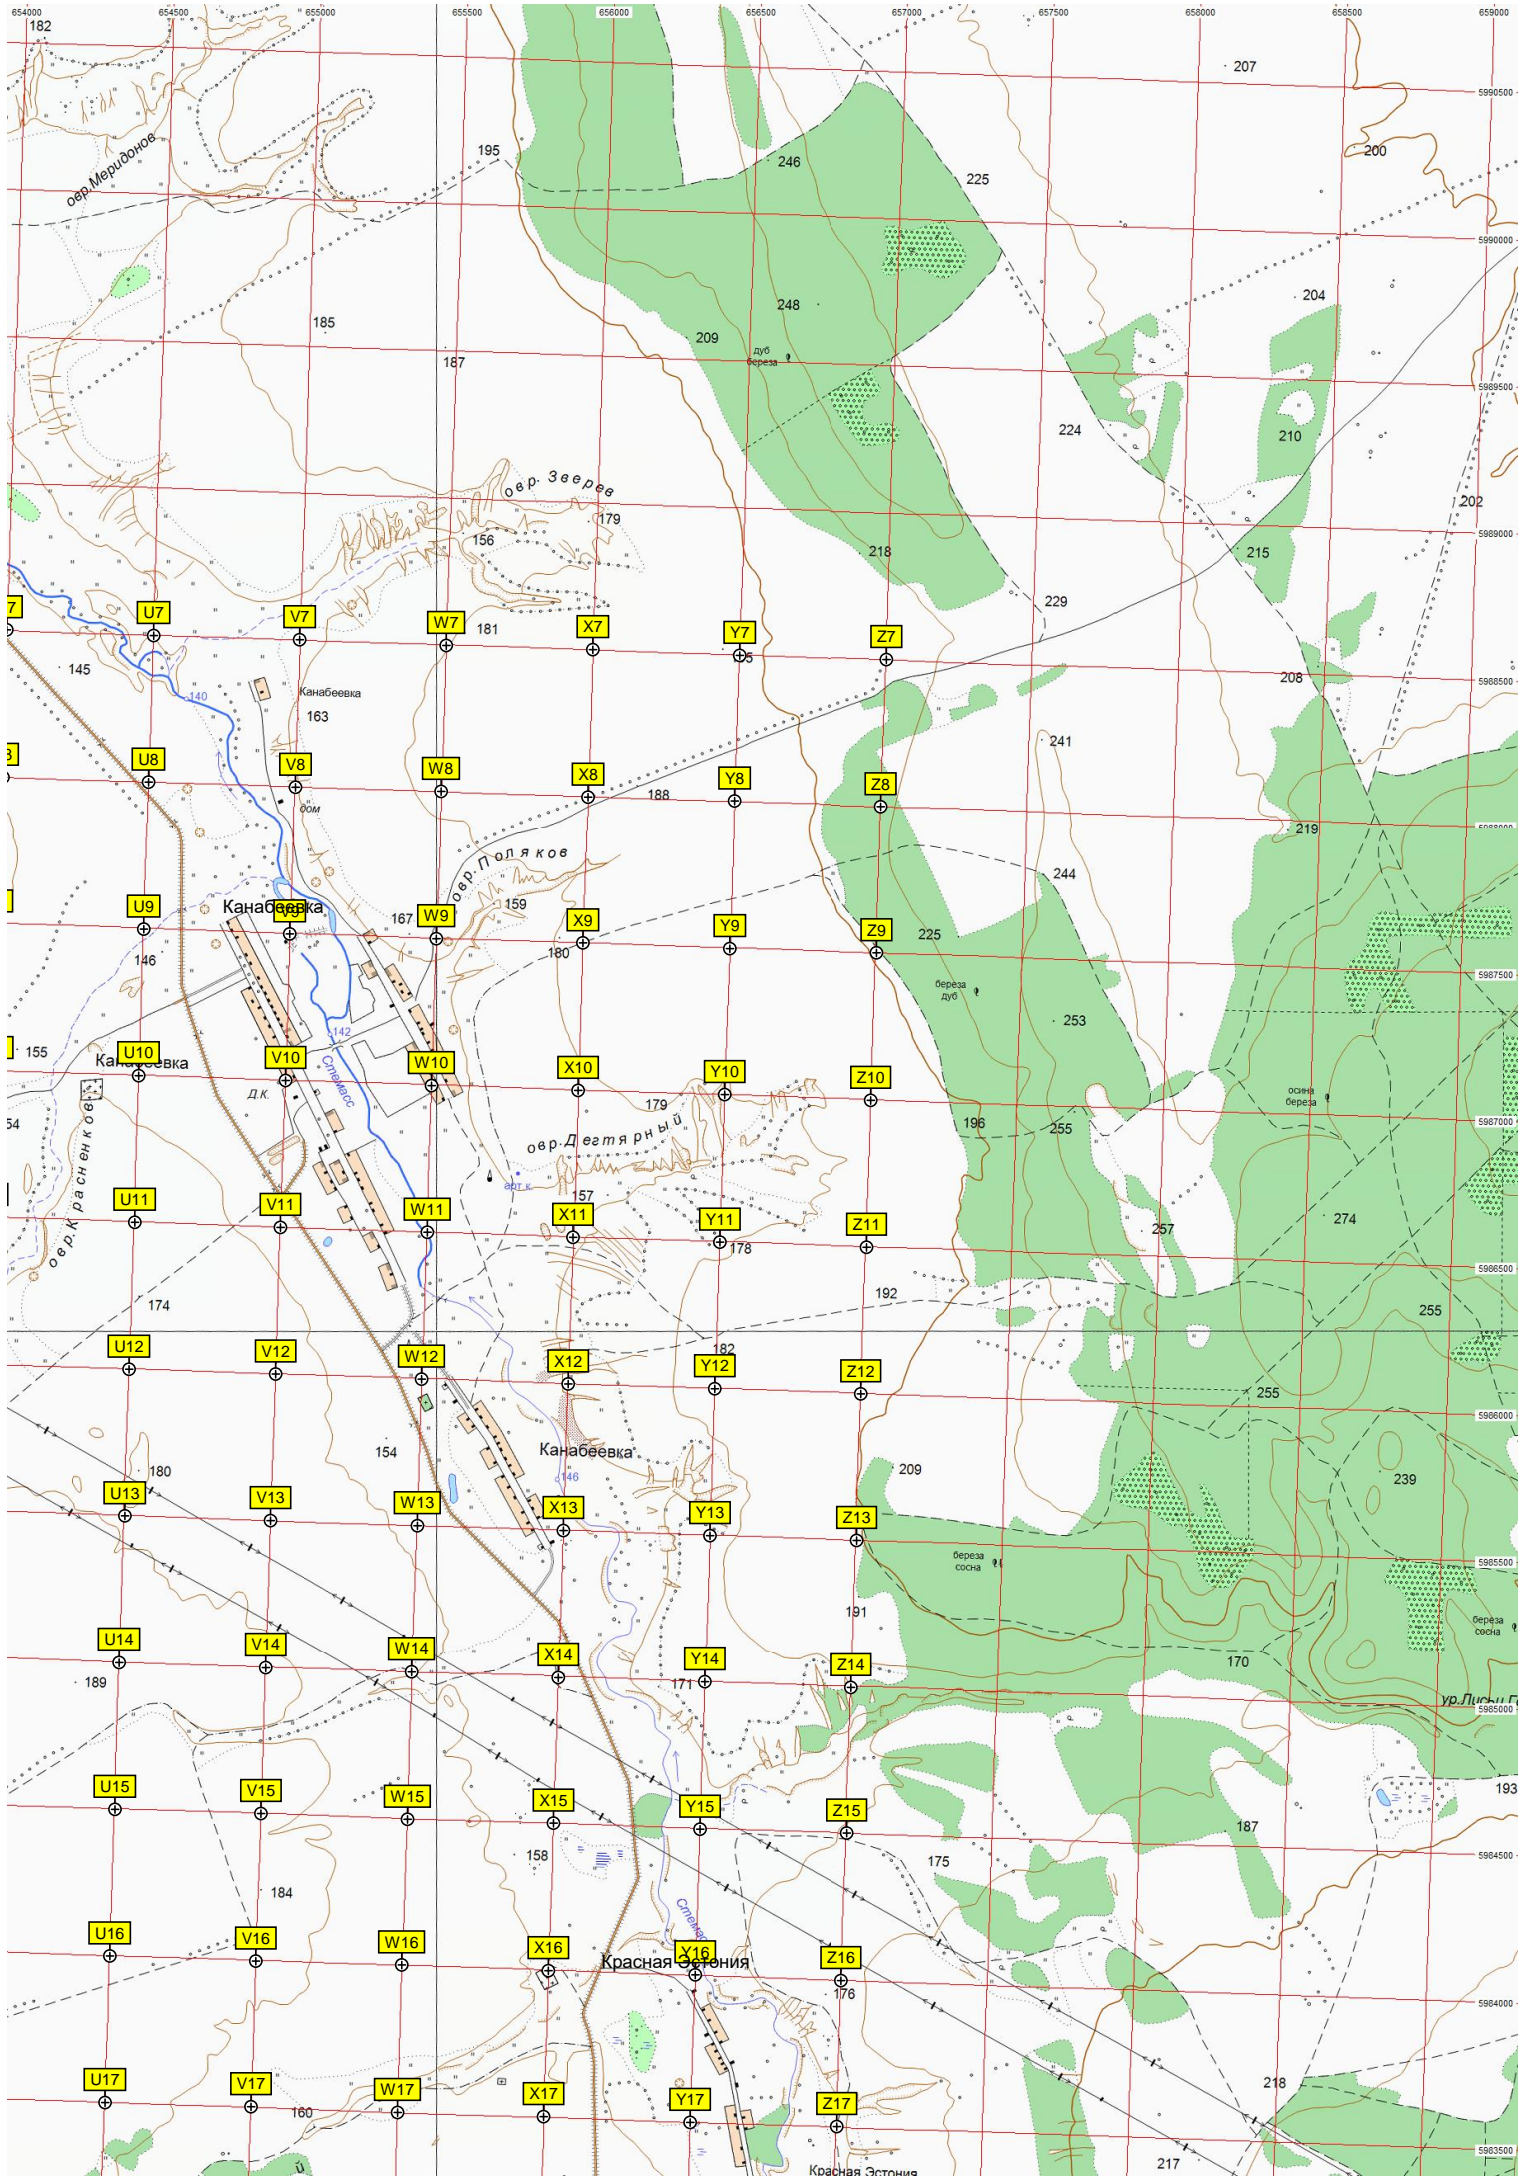 654000 654500 655000 655500 656000 656500 657000 657500 658000 658500 659000
182
207
5990500
овр.Меридонов
195
246
200
225
5990000
248
204
185
209
187
дуб
береза
5989500
224
210
овр. Зверев
202
179
156
5989000
218
215
229
7 U7 V7 W7 X7 Y7 Z7
181
145
Канабеевка
208
5988500
140
163
241
U8 V8 W8 X8 Y8 Z8
188
дом
219
овр.Поляков
244
159
U9 Канабеевка V9 167 W9 X9 Y9 Z9
225
146
180
5987500
береза
дуб
253
142
155
U10 V10 W10 X10 Y10 Z10
Канабеевка
Стемасс
Д.К.
179
осина
береза
54
196
255
5987000
овр.Дегтярный
овр.Красненков
арт.к.
157
U11 V11 W11 X11 Y11 Z11
274
257
178
5986500
174
192
255
182
U12 V12 W12 X12 Y12 Z12
255
5986000
154
Канабеевка
180
209
146
239
U13 V13 W13 X13 Y13 Z13
береза
сосна
5985500
191
береза
сосна
U14 V14 W14 X14 Y14 Z14
170
189
171
5985000
193
U15 V15 W15 X15 Y15 Z15
187
158
175
5984500
184
U16 V16 W16 X16 Y16 Z16
Красная Эстония
176
5984000
218
U17 V17 W17 X17 Y17 Z17
160
5983500
217
Красная Эстония